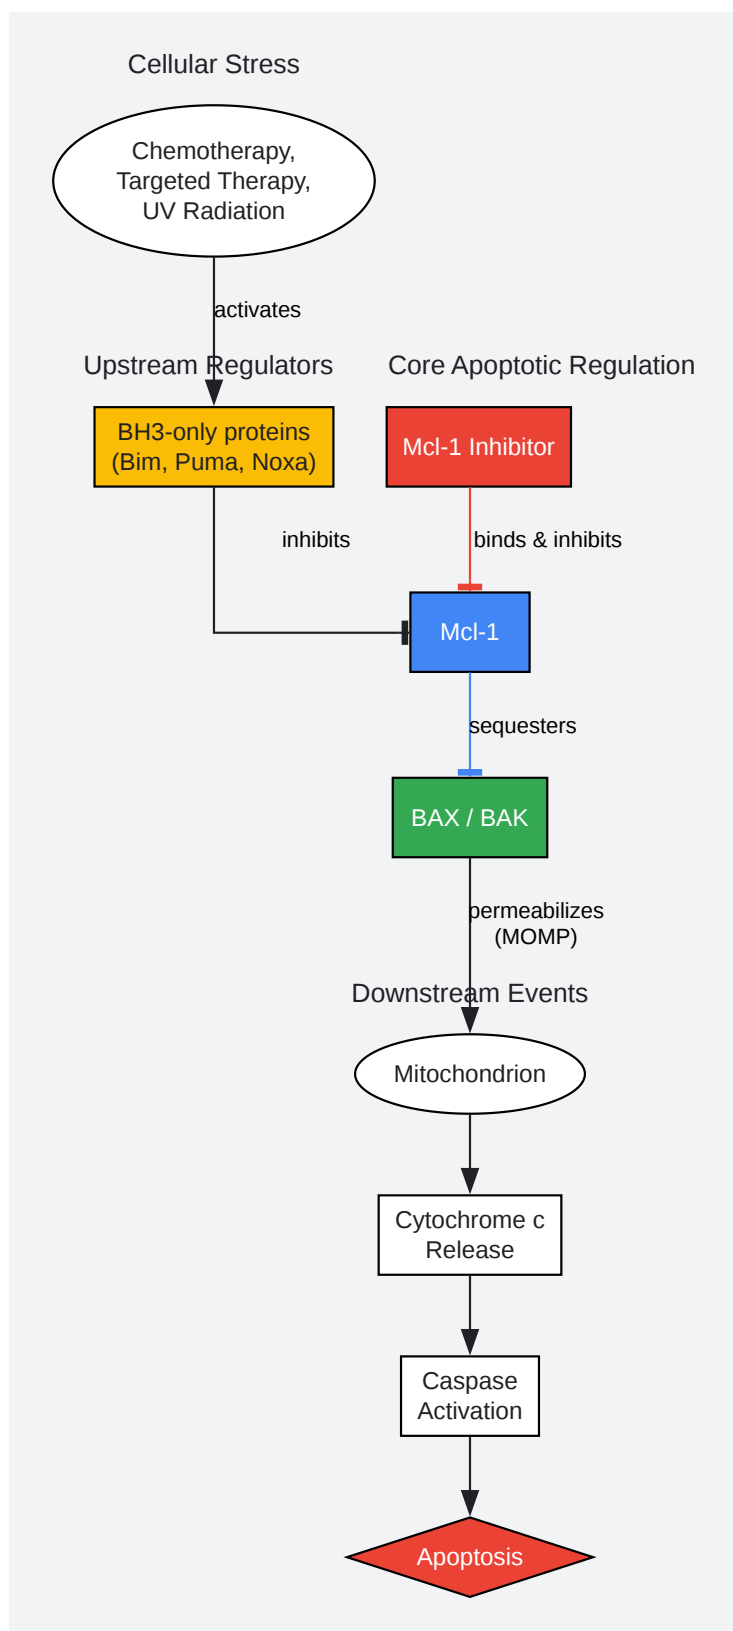 Cellular Stress
Chemotherapy,
Targeted Therapy,
UV Radiation
activates
Upstream Regulators
Core Apoptotic Regulation
BH3-only proteins
(Bim, Puma, Noxa)
Mcl-1 Inhibitor
inhibits
binds & inhibits
Mcl-1
sequesters
BAX / BAK
permeabilizes
(MOMP)
Downstream Events
Mitochondrion
Cytochrome c
Release
Caspase
Activation
Apoptosis